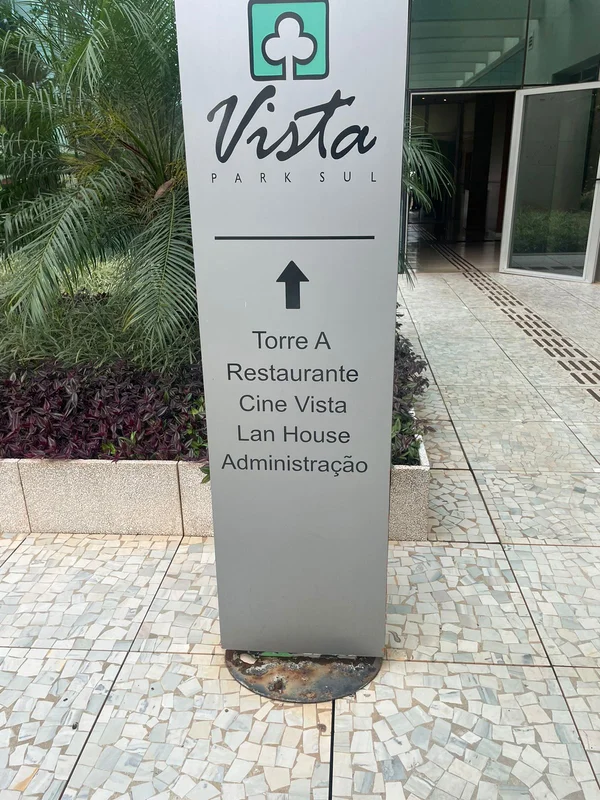 Vista
PARK SUL
Torre A
Restaurante
Cine Vista
Lan House
Administração